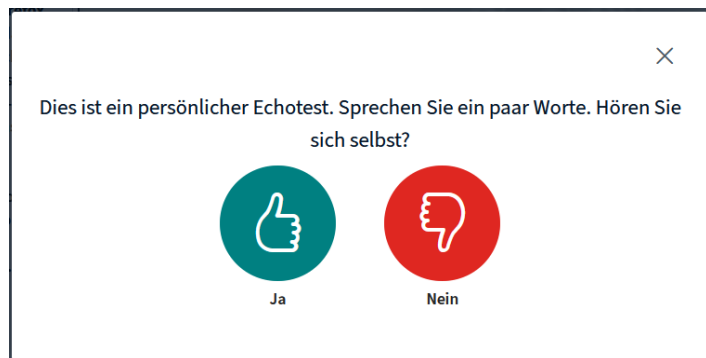 Dies ist ein persönlicher Echotest. Sprechen Sie ein paar Worte. Hören Sie
sich selbst?
Ja
Nein